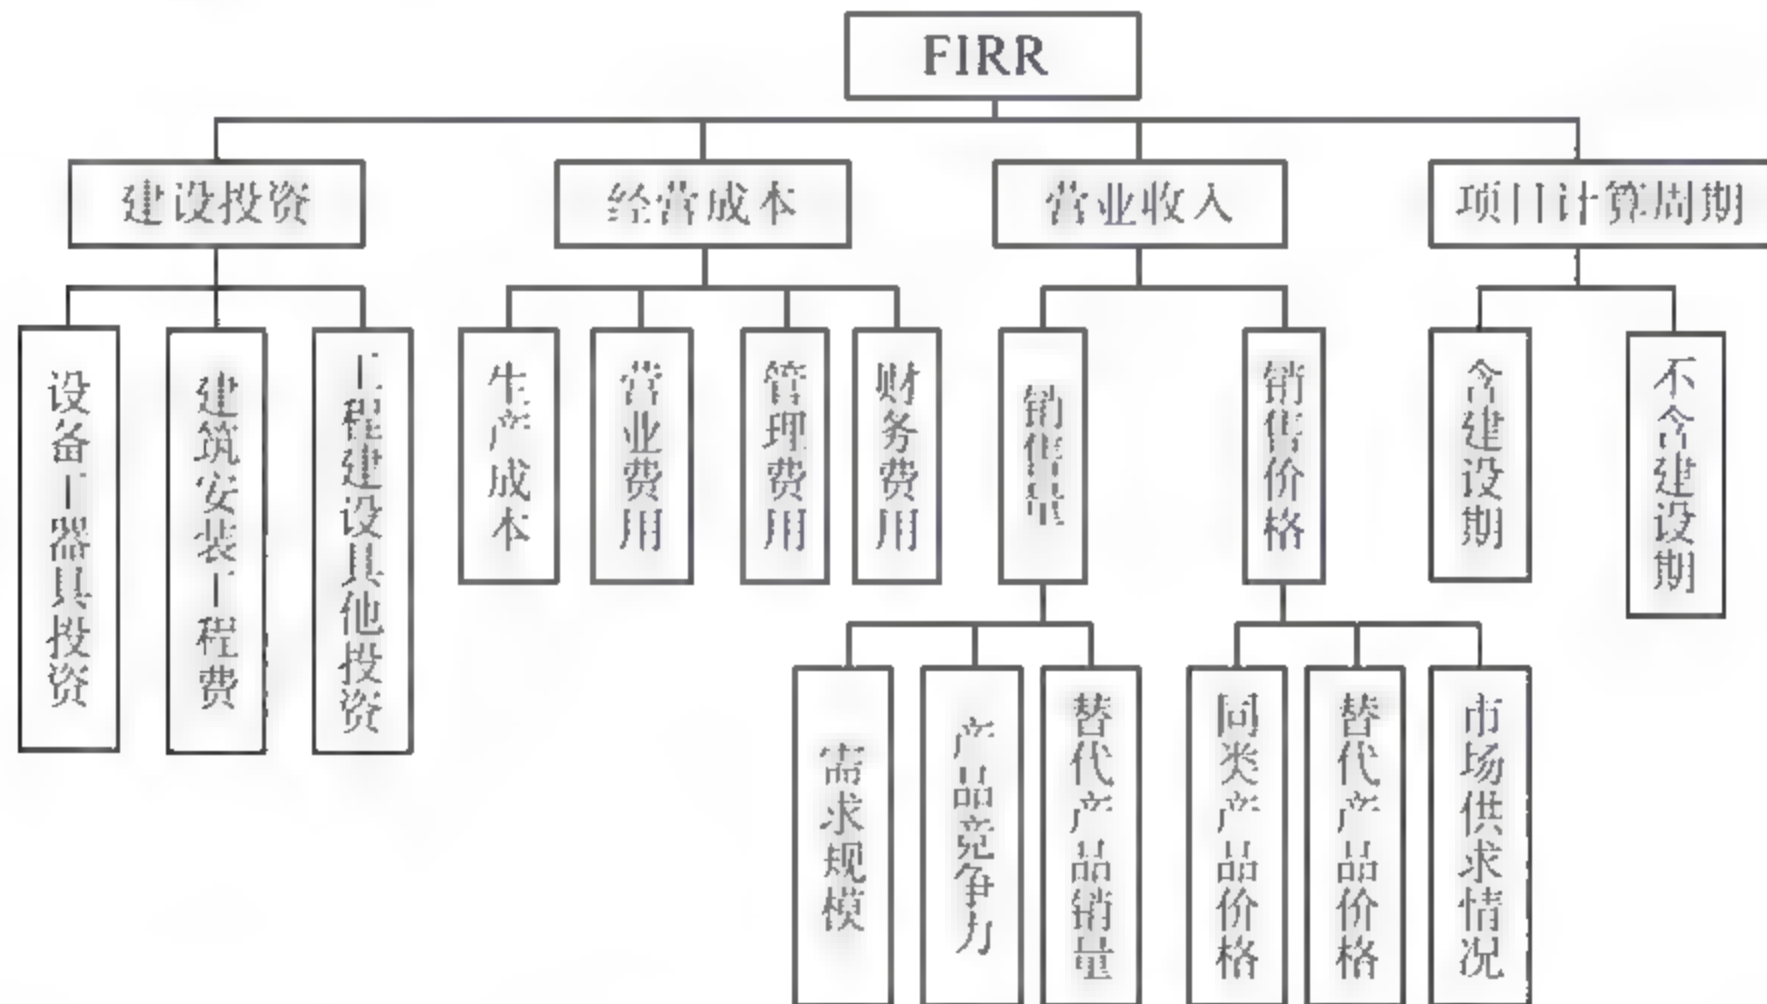 FIRR
建设投资
经营成本
营业收入
项目计算周期
设备工器具投资
建筑安装工程费
工程建设其他投资
生产成本
营业费用
管理费用
财务费用
销售量
销售价格
含建设期
不含建设期
需求规模
产品竞争力
替代产品销量
同类产品价格
替代产品价格
市场供求情况